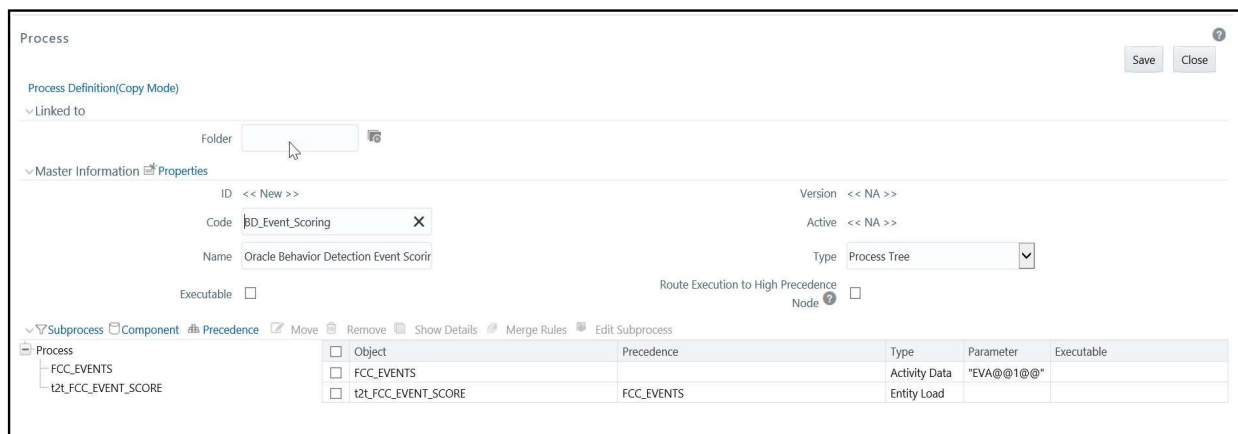 Process
?
Save Close
Process Definition(Copy Mode)
Linked to
Folder
Master Information Properties
ID << New >> Version << NA >>
Code BD_Event_Scoring X Active << NA >>
Name Oracle Behavior Detection Event Scorin Type Process Tree
Executable Route Execution to High Precedence
Node ?
Subprocess Component Precedence Move Remove Show Details Merge Rules Edit Subprocess
Process Object Precedence Type Parameter Executable
FCC_EVENTS FCC_EVENTS Activity Data "EVA@@1@@"
t2t_FCC_EVENT_SCORE t2t_FCC_EVENT_SCORE FCC_EVENTS Entity Load